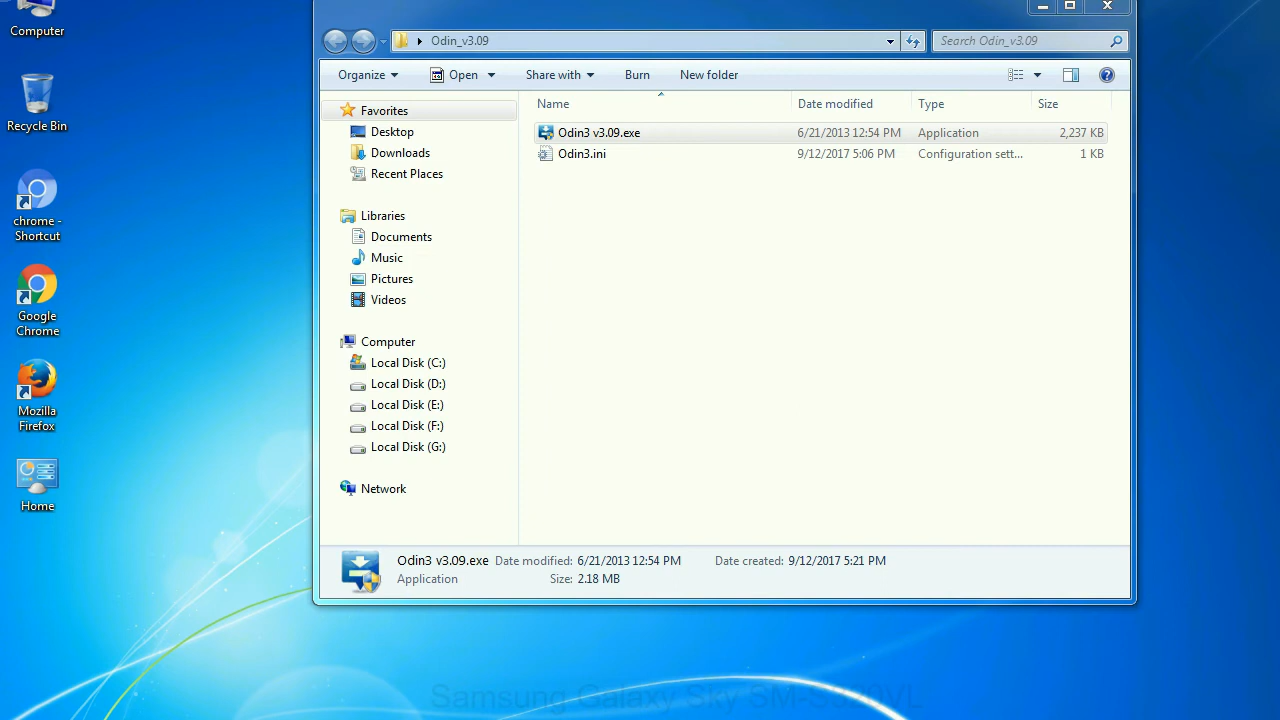 Computer
Recycle Bin
chrome -
Shortcut
Google
Chrome
Mozilla
Firefox
Home
Odin_v3.09
Search Odin_v3.09
Organize
Open
Share with
Burn
New folder
Name
Date modified
Type
Size
Odin3 v3.09.exe
6/21/2013 12:54 PM
Application
2,237 KB
Odin3.ini
9/12/2017 5:06 PM
Configuration sett...
1 KB
Favorites
Desktop
Downloads
Recent Places
Libraries
Documents
Music
Pictures
Videos
Computer
Local Disk (C:)
Local Disk (D:)
Local Disk (E:)
Local Disk (F:)
Local Disk (G:)
Network
Odin3 v3.09.exe
Date modified: 6/21/2013 12:54 PM
Date created: 9/12/2017 5:21 PM
Application
Size: 2.18 MB
Samsung Galaxy Sky SM-S320VL